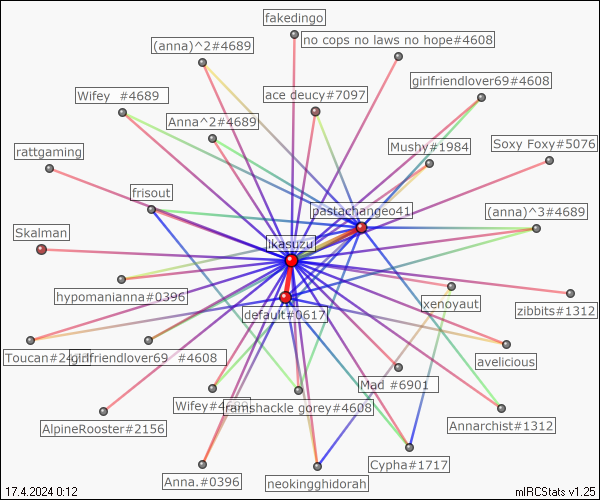 fakedingo
no cops no laws no hope#4608
(anna)^2#4689
girlfriendlover69#4608
Wifey  #4689
ace deucy#7097
Anna^2#4689
Mushy#1984
Soxy Foxy#5076
rattgaming
frisout
pastachangeo41
(anna)^3#4689
Skalman
ikasuzu
hypomanianna#0396
xenoyaut
zibbits#1312
default#0617
Toucan#24
girlfriendlover69  #4608
avelicious
Mad #6901
Wifey#4689
ramshackle gorey#4608
AlpineRooster#2156
Annarchist#1312
Anna.#0396
neokingghidorah
Cypha#1717
17.4.2024 0:12
mIRCStats v1.25